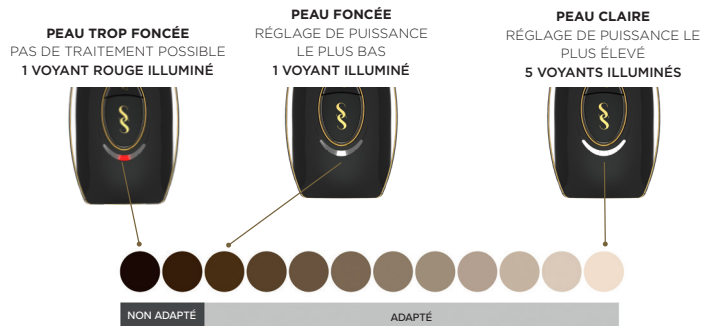 PEAU TROP FONCÉE
PAS DE TRAITEMENT POSSIBLE
1 VOYANT ROUGE ILLUMINÉ
PEAU FONCÉE
RÉGLAGE DE PUISSANCE
LE PLUS BAS
1 VOYANT ILLUMINÉ
PEAU CLAIRE
RÉGLAGE DE PUISSANCE LE
PLUS ÉLEVÉ
5 VOYANTS ILLUMINÉS
NON ADAPTÉ
ADAPTÉ